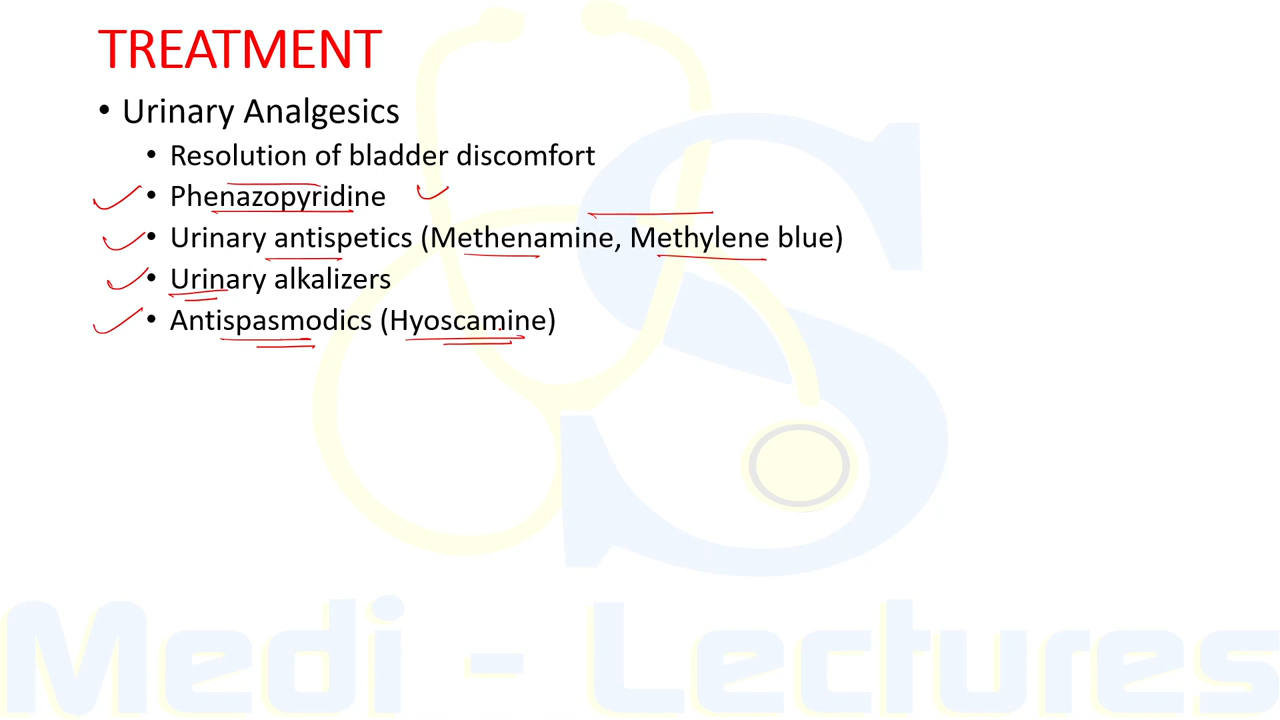 TREATMENT
• Urinary Analgesics
• Resolution of bladder discomfort
• Phenazopyridine
• Urinary antispetics (Methenamine, Methylene blue)
• Urinary alkalizers
• Antispasmodics (Hyoscamine)
Medi - Lectures